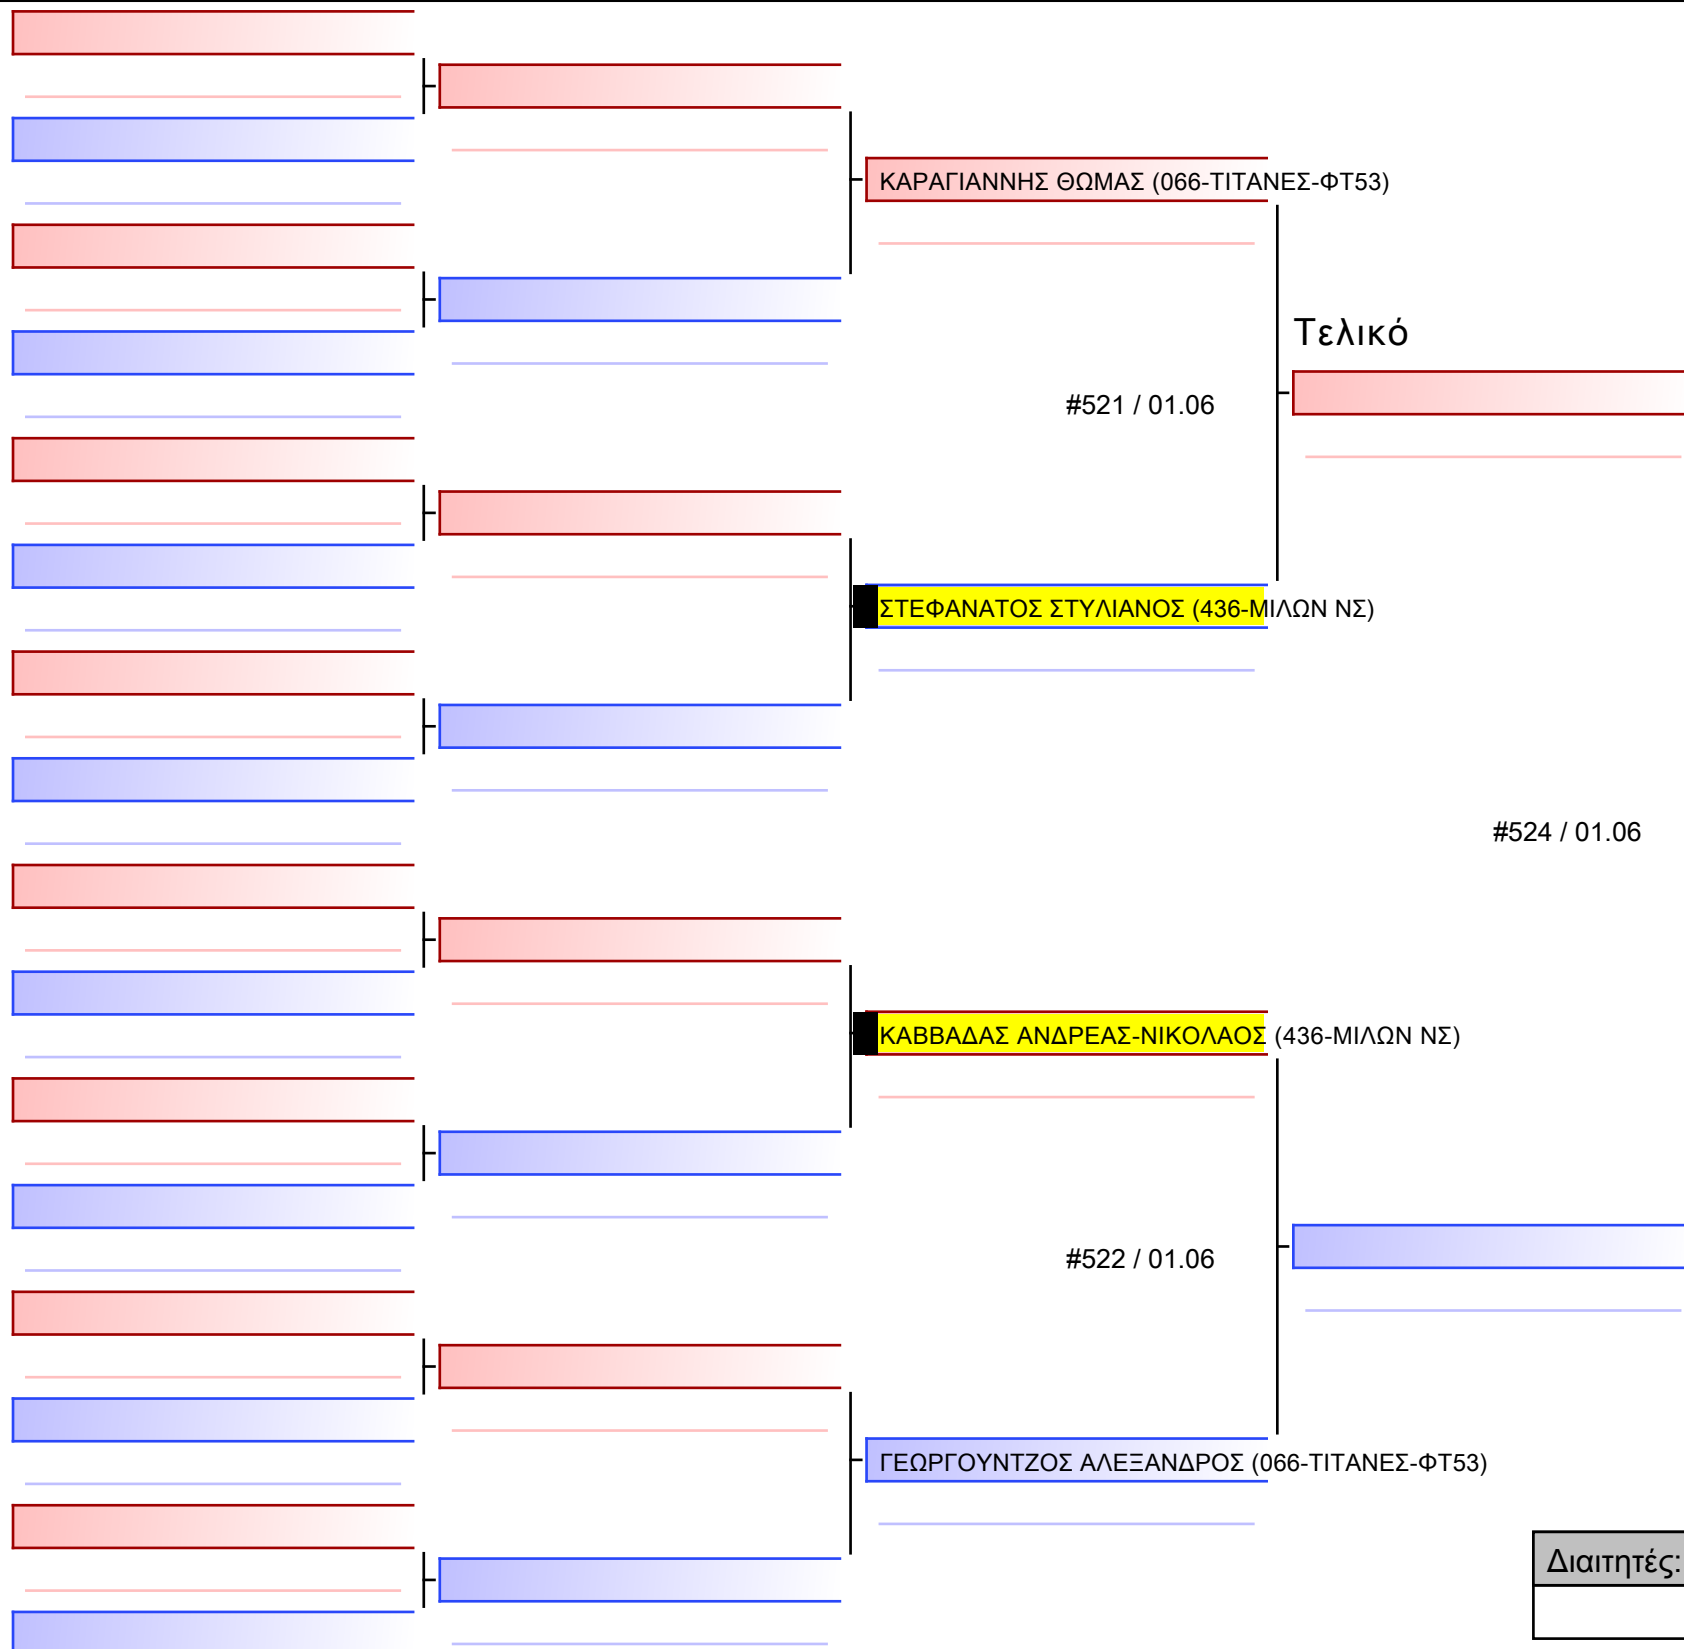 ΚΑΡΑΓΙΑΝΝΗΣ ΘΩΜΑΣ (066-ΤΙΤΑΝΕΣ-ΦΤ53)
Τελικό
#521 / 01.06
ΣΤΕΦΑΝΑΤΟΣ ΣΤΥΛΙΑΝΟΣ (436-ΜΙΛΩΝ ΝΣ)
#524 / 01.06
ΚΑΒΒΑΔΑΣ ΑΝΔΡΕΑΣ-ΝΙΚΟΛΑΟΣ (436-ΜΙΛΩΝ ΝΣ)
#522 / 01.06
ΓΕΩΡΓΟΥΝΤΖΟΣ ΑΛΕΞΑΝΔΡΟΣ (066-ΤΙΤΑΝΕΣ-ΦΤ53)
Διαιτητές: